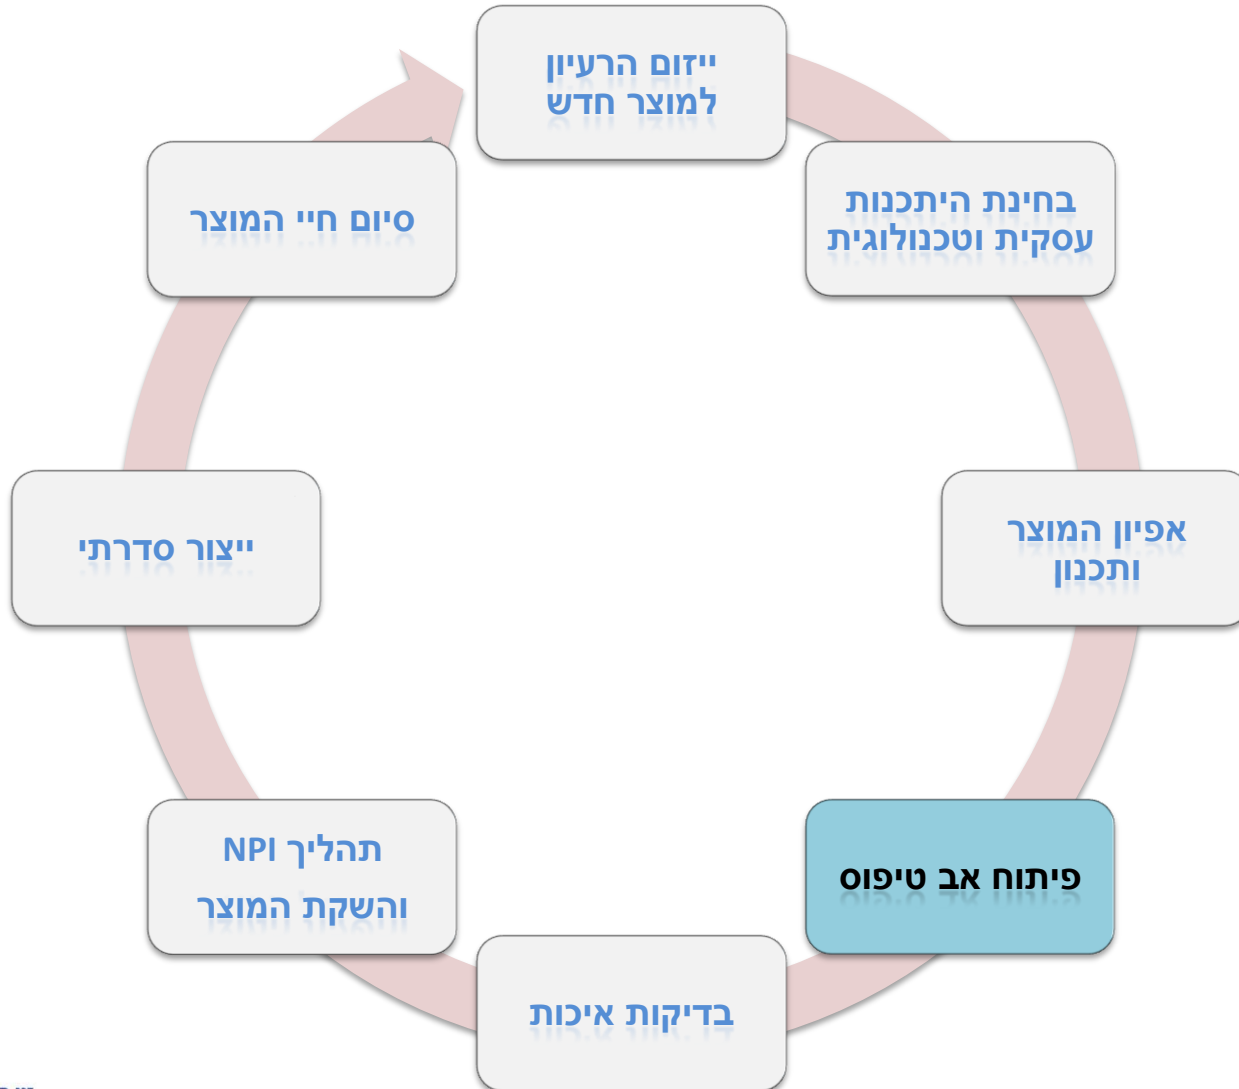 ייזום הרעיון
למוצר חדש
בחינת היתכנות
עסקית וטכנולוגית
אפיון המוצר
ותכנון
פיתוח אב טיפוס
בדיקות איכות
תהליך NPI
והשקת המוצר
ייצור סדרתי
סיום חיי המוצר